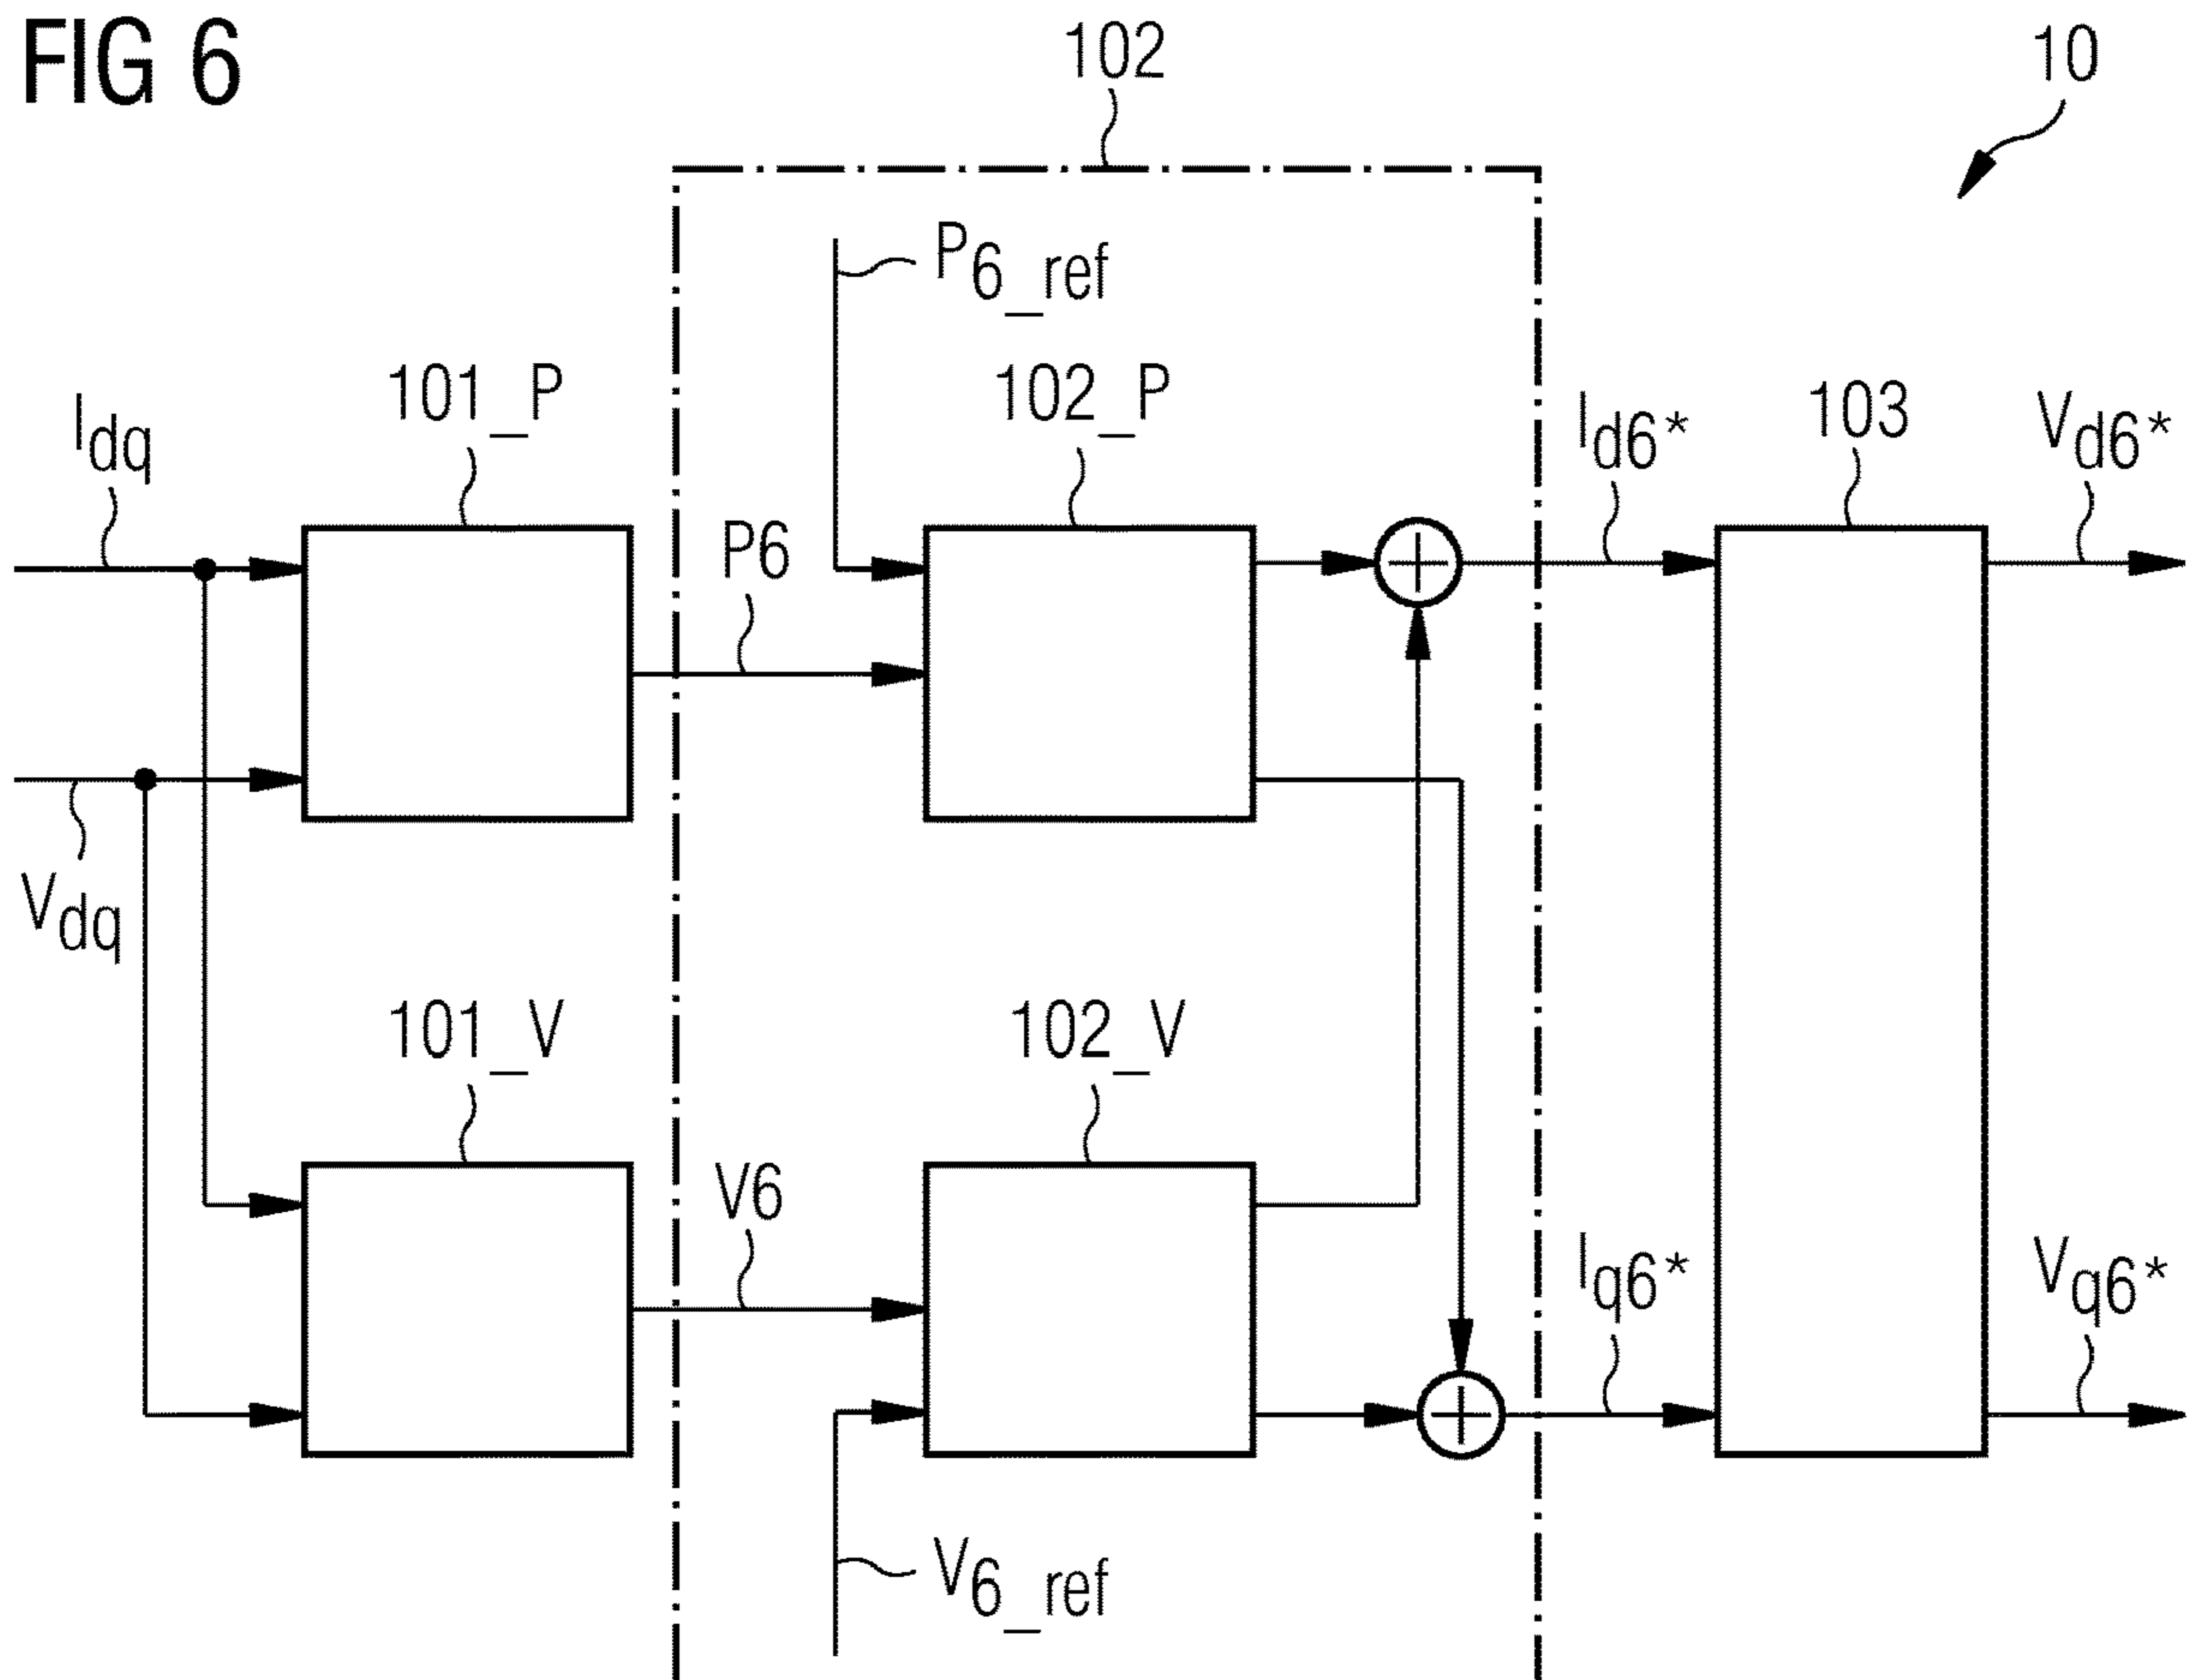 FIG 6
102
10
P6_ref
101_P
102_P
103
Idq
Id6*
Vd6*
P6
Vdq
101_V
102_V
V6
Iq6*
Vq6*
V6_ref